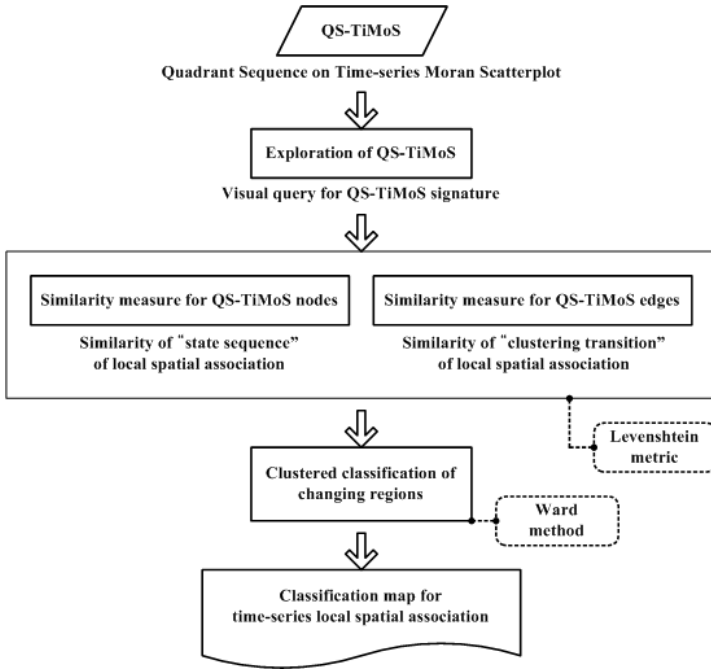 QS-TiMoS
Quadrant Sequence on Time-series Moran Scatterplot
Exploration of QS-TiMoS
Visual query for QS-TiMoS signature
Similarity measure for QS-TiMoS nodes
Similarity of “state sequence”
of local spatial association
Similarity measure for QS-TiMoS edges
Similarity of “clustering transition”
of local spatial association
Levenshtein
metric
Clustered classification of
changing regions
Ward
method
Classification map for
time-series local spatial association